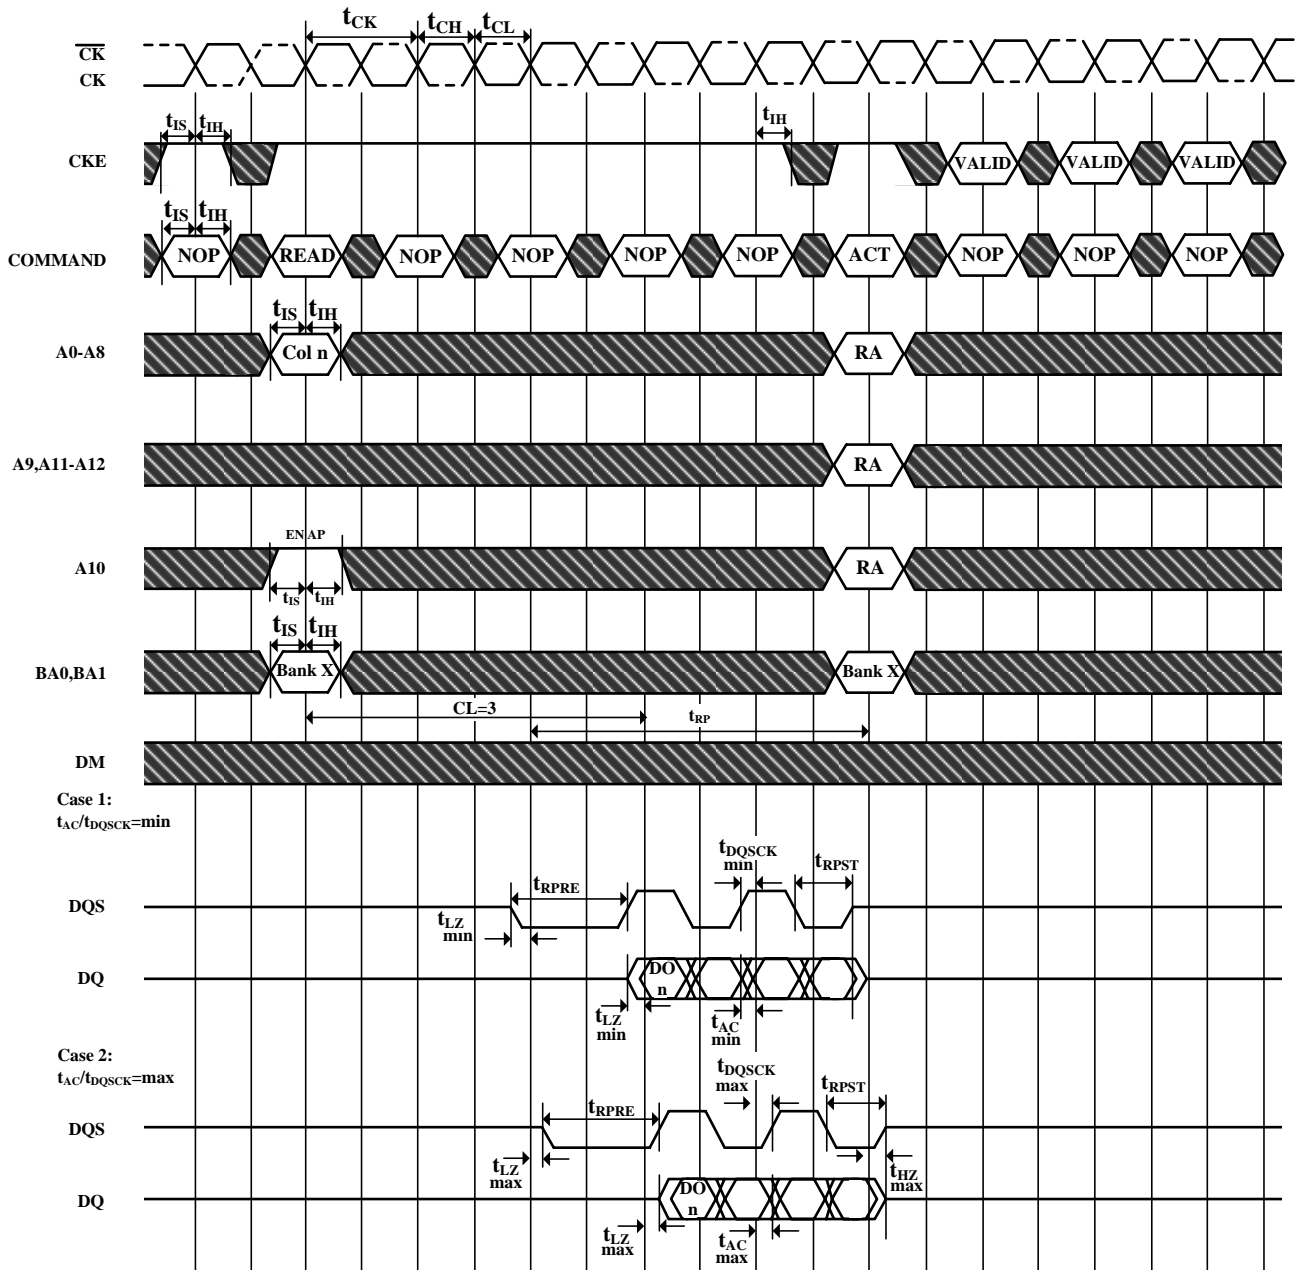 tCK tCH tCL
CK
CK
tIS tIH tIH
CKE VALID VALID VALID
tIS tIH
COMMAND NOP READ NOP NOP NOP NOP ACT NOP NOP NOP
tIS tIH
A0-A8 Col n RA
A9,A11-A12 RA
EN AP
A10 RA
tIS tIH
tIS tIH
BA0,BA1 Bank X Bank X
CL=3 tRP
DM
Case 1:
tAC/tDQSCK=min
tDQSCK min tRPST
tRPRE
DQS
tLZ min
DQ DO n
tLZ min tAC min
Case 2:
tAC/tDQSCK=max
tDQSCK max tRPST
tRPRE
DQS
tLZ max tHZ max
DQ DO n
tLZ max tAC max